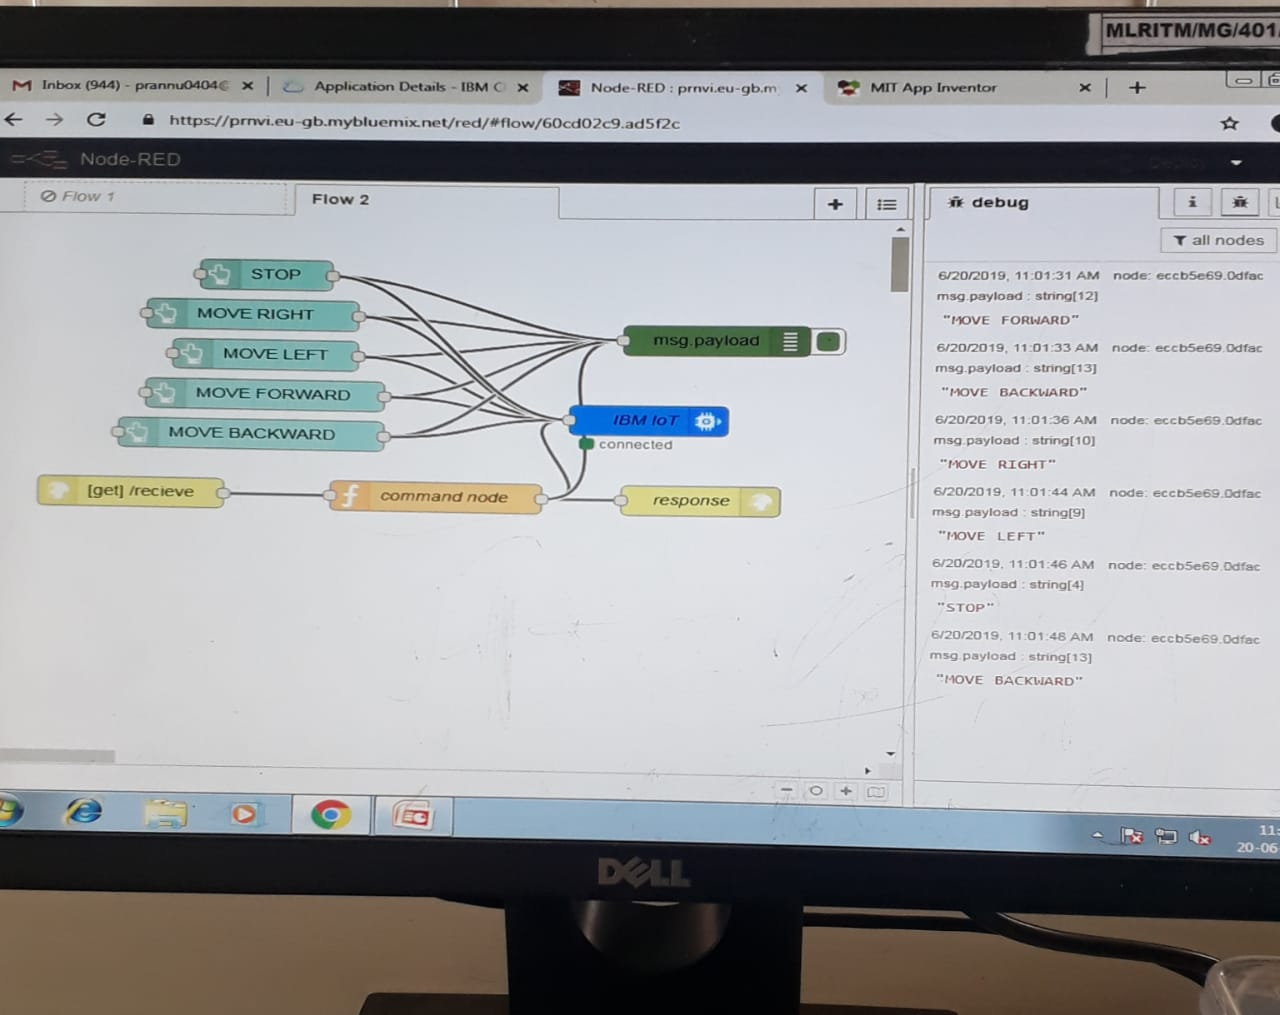 MLRITM/MG/401
Inbox (944) - prannu0404
Application Details - IBM C
Node-RED : prnvi.eu-gb.m
MIT App Inventor
https://prnvi.eu-gb.mybluemix.net/red/#flow/60cd02c9.ad5f2c
Node-RED
Flow 1
Flow 2
debug
i
all nodes
STOP
MOVE RIGHT
MOVE LEFT
MOVE FORWARD
MOVE BACKWARD
msg.payload
IBM IoT
connected
[get] /recieve
f
command node
response
6/20/2019, 11:01:31 AM node: eccb5e69.0dfac
msg.payload : string[12]
"MOVE FORWARD"
6/20/2019, 11:01:33 AM node: eccb5e69.0dfac
msg.payload : string[13]
"MOVE BACKWARD"
6/20/2019, 11:01:36 AM node: eccb5e69.0dfac
msg.payload : string[10]
"MOVE RIGHT"
6/20/2019, 11:01:44 AM node: eccb5e69.0dfac
msg.payload : string[9]
"MOVE LEFT"
6/20/2019, 11:01:46 AM node: eccb5e69.0dfac
msg.payload : string[4]
"STOP"
6/20/2019, 11:01:48 AM node: eccb5e69.0dfac
msg.payload : string[13]
"MOVE BACKWARD"
11:
20-06
DELL